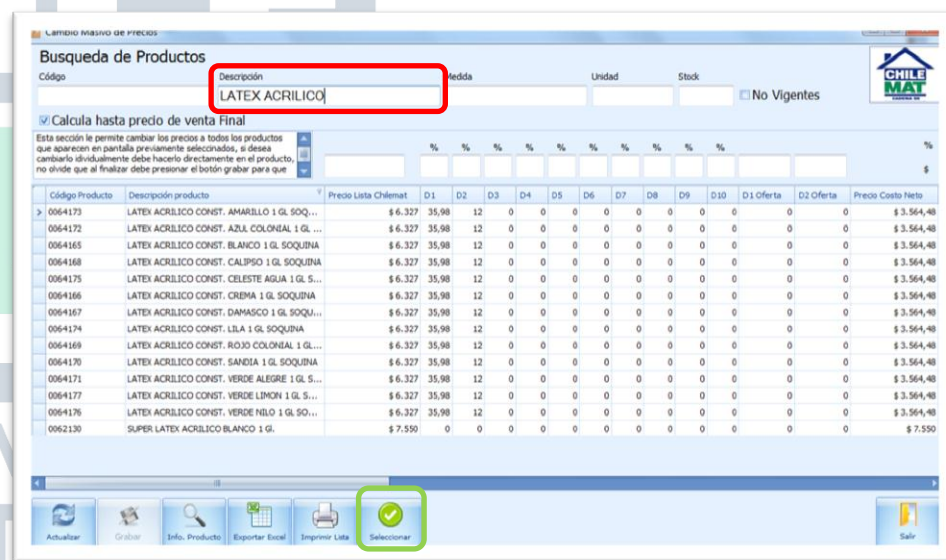 Cambio Masivo de Precios
Busqueda de Productos
Código Descripción Medda Unidad Stock
LATEX ACRILICO
No Vigentes
CHILE
MAT
Calcula hasta precio de venta Final
Esta sección le permite cambiar los precios a todos los productos
que aparecen en pantalla previamente seleccinados, si desea
cambiarlo idividualmente debe hacerlo directamente en el producto,
no olvide que al finalizar debe presionar el botón grabar para que
% % % % % % % % % % %
$
Código Producto Descripción producto Precio Lista Chilemat D1 D2 D3 D4 D5 D6 D7 D8 D9 D10 D1 Oferta D2 Oferta Precio Costo Neto
0064173 LATEX ACRILICO CONST. AMARILLO 1 GL SOQ... $ 6.327 35,98 12 0 0 0 0 0 0 0 0 0 0 $ 3.564,48
0064172 LATEX ACRILICO CONST. AZUL COLONIAL 1 GL ... $ 6.327 35,98 12 0 0 0 0 0 0 0 0 0 0 $ 3.564,48
0064165 LATEX ACRILICO CONST. BLANCO 1 GL SOQUINA $ 6.327 35,98 12 0 0 0 0 0 0 0 0 0 0 $ 3.564,48
0064168 LATEX ACRILICO CONST. CALIPSO 1 GL SOQUINA $ 6.327 35,98 12 0 0 0 0 0 0 0 0 0 0 $ 3.564,48
0064175 LATEX ACRILICO CONST. CELESTE AGUA 1 GL S... $ 6.327 35,98 12 0 0 0 0 0 0 0 0 0 0 $ 3.564,48
0064166 LATEX ACRILICO CONST. CREMA 1 GL SOQUINA $ 6.327 35,98 12 0 0 0 0 0 0 0 0 0 0 $ 3.564,48
0064167 LATEX ACRILICO CONST. DAMASCO 1 GL SOQU... $ 6.327 35,98 12 0 0 0 0 0 0 0 0 0 0 $ 3.564,48
0064174 LATEX ACRILICO CONST. LILA 1 GL SOQUINA $ 6.327 35,98 12 0 0 0 0 0 0 0 0 0 0 $ 3.564,48
0064169 LATEX ACRILICO CONST. ROJO COLONIAL 1 GL... $ 6.327 35,98 12 0 0 0 0 0 0 0 0 0 0 $ 3.564,48
0064170 LATEX ACRILICO CONST. SANDIA 1 GL SOQUINA $ 6.327 35,98 12 0 0 0 0 0 0 0 0 0 0 $ 3.564,48
0064171 LATEX ACRILICO CONST. VERDE ALEGRE 1 GL S... $ 6.327 35,98 12 0 0 0 0 0 0 0 0 0 0 $ 3.564,48
0064177 LATEX ACRILICO CONST. VERDE LIMON 1 GL S... $ 6.327 35,98 12 0 0 0 0 0 0 0 0 0 0 $ 3.564,48
0064176 LATEX ACRILICO CONST. VERDE NILO 1 GL SO... $ 6.327 35,98 12 0 0 0 0 0 0 0 0 0 0 $ 3.564,48
0062130 SUPER LATEX ACRILICO BLANCO 1 Gl. $ 7.550 0 0 0 0 0 0 0 0 0 0 0 0 $ 7.550
Actualizar Grabar Info. Producto Exportar Excel Imprimir Lista Seleccionar Salir